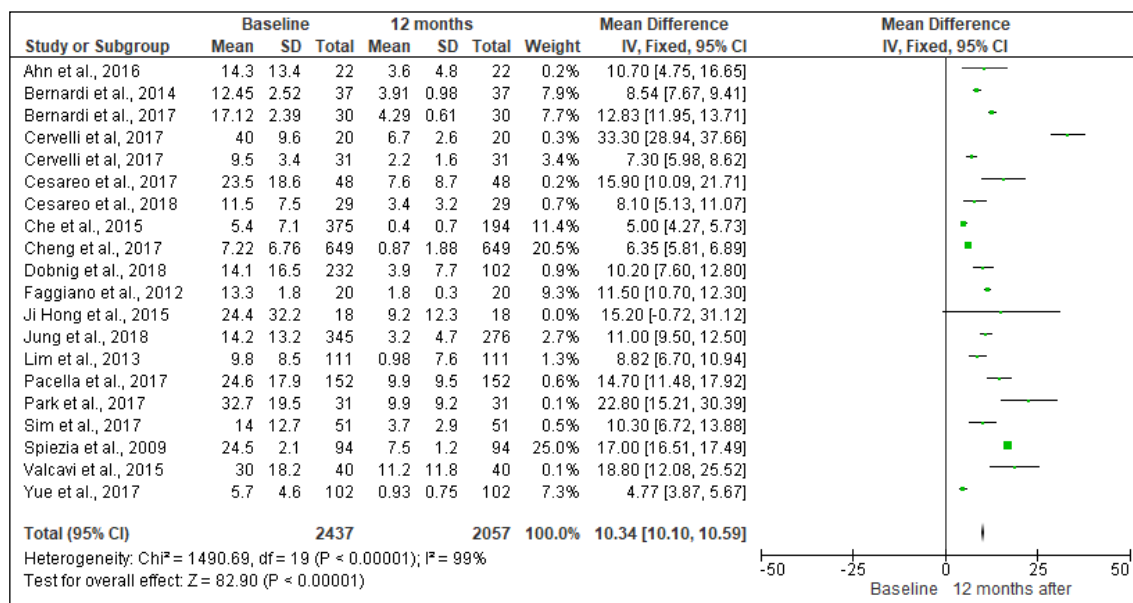 Baseline 12 months Mean Difference Mean Difference
Study or Subgroup Mean SD Total Mean SD Total Weight IV, Fixed, 95% CI IV, Fixed, 95% CI
Ahn et al., 2016 14.3 13.4 22 3.6 4.8 22 0.2% 10.70 [4.75, 16.65]
Bernardi et al., 2014 12.45 2.52 37 3.91 0.98 37 7.9% 8.54 [7.67, 9.41]
Bernardi et al., 2017 17.12 2.39 30 4.29 0.61 30 7.7% 12.83 [11.95, 13.71]
Cervelli et al, 2017 40 9.6 20 6.7 2.6 20 0.3% 33.30 [28.94, 37.66]
Cervelli et al., 2017 9.5 3.4 31 2.2 1.6 31 3.4% 7.30 [5.98, 8.62]
Cesareo et al., 2017 23.5 18.6 48 7.6 8.7 48 0.2% 15.90 [10.09, 21.71]
Cesareo et al., 2018 11.5 7.5 29 3.4 3.2 29 0.7% 8.10 [5.13, 11.07]
Che et al., 2015 5.4 7.1 375 0.4 0.7 194 11.4% 5.00 [4.27, 5.73]
Cheng et al., 2017 7.22 6.76 649 0.87 1.88 649 20.5% 6.35 [5.81, 6.89]
Dobnig et al., 2018 14.1 16.5 232 3.9 7.7 102 0.9% 10.20 [7.60, 12.80]
Faggiano et al., 2012 13.3 1.8 20 1.8 0.3 20 9.3% 11.50 [10.70, 12.30]
Ji Hong et al., 2015 24.4 32.2 18 9.2 12.3 18 0.0% 15.20 [-0.72, 31.12]
Jung et al., 2018 14.2 13.2 345 3.2 4.7 276 2.7% 11.00 [9.50, 12.50]
Lim et al., 2013 9.8 8.5 111 0.98 7.6 111 1.3% 8.82 [6.70, 10.94]
Pacella et al., 2017 24.6 17.9 152 9.9 9.5 152 0.6% 14.70 [11.48, 17.92]
Park et al., 2017 32.7 19.5 31 9.9 9.2 31 0.1% 22.80 [15.21, 30.39]
Sim et al., 2017 14 12.7 51 3.7 2.9 51 0.5% 10.30 [6.72, 13.88]
Spiezia et al., 2009 24.5 2.1 94 7.5 1.2 94 25.0% 17.00 [16.51, 17.49]
Valcavi et al., 2015 30 18.2 40 11.2 11.8 40 0.1% 18.80 [12.08, 25.52]
Yue et al., 2017 5.7 4.6 102 0.93 0.75 102 7.3% 4.77 [3.87, 5.67]
Total (95% CI) 2437 2057 100.0% 10.34 [10.10, 10.59]
Heterogeneity: Chi² = 1490.69, df = 19 (P < 0.00001); I² = 99%
Test for overall effect: Z = 82.90 (P < 0.00001)
-50 -25 0 25 50
Baseline 12 months after